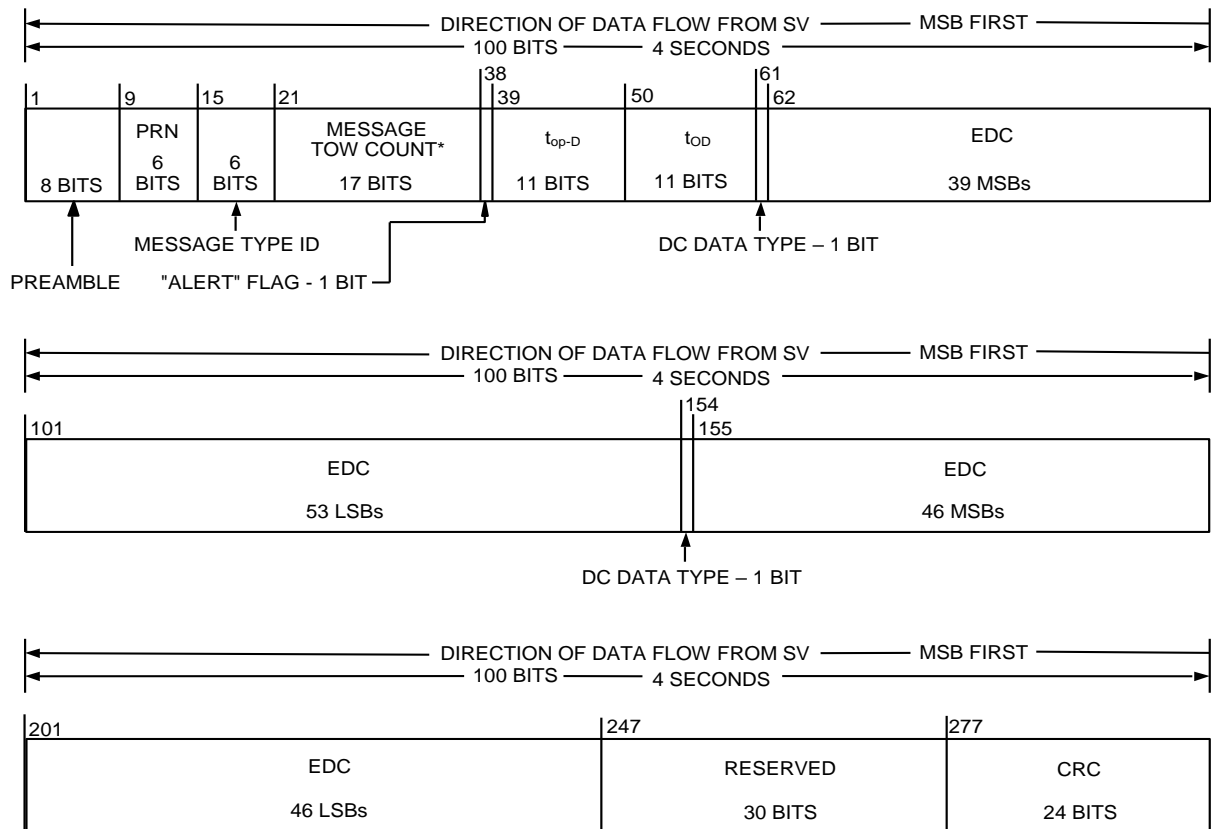 DIRECTION OF DATA FLOW FROM SV MSB FIRST
100 BITS 4 SECONDS
1 9 15 21 38 39 50 61 62
8 BITS
PRN
6
BITS
6
BITS
MESSAGE
TOW COUNT*
17 BITS
top-D
11 BITS
tOD
11 BITS
EDC
39 MSBs
MESSAGE TYPE ID
DC DATA TYPE – 1 BIT
PREAMBLE
"ALERT" FLAG - 1 BIT
DIRECTION OF DATA FLOW FROM SV MSB FIRST
100 BITS 4 SECONDS
101 154 155
EDC
53 LSBs
EDC
46 MSBs
DC DATA TYPE – 1 BIT
DIRECTION OF DATA FLOW FROM SV MSB FIRST
100 BITS 4 SECONDS
201 247 277
EDC
46 LSBs
RESERVED
30 BITS
CRC
24 BITS